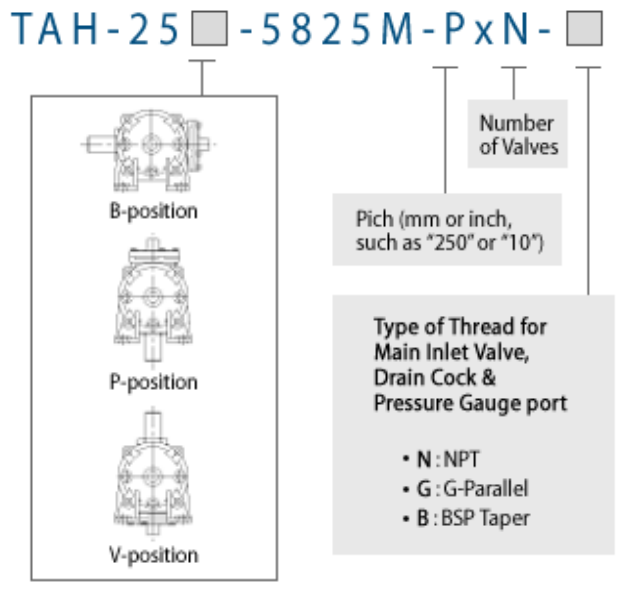 TAH-25□-5825M-PxN-□
Number
of Valves
B-position
Pich (mm or inch,
such as “250” or “10”)
P-position
Type of Thread for
Main Inlet Valve,
Drain Cock &
Pressure Gauge port
• N : NPT
• G : G-Parallel
• B : BSP Taper
V-position